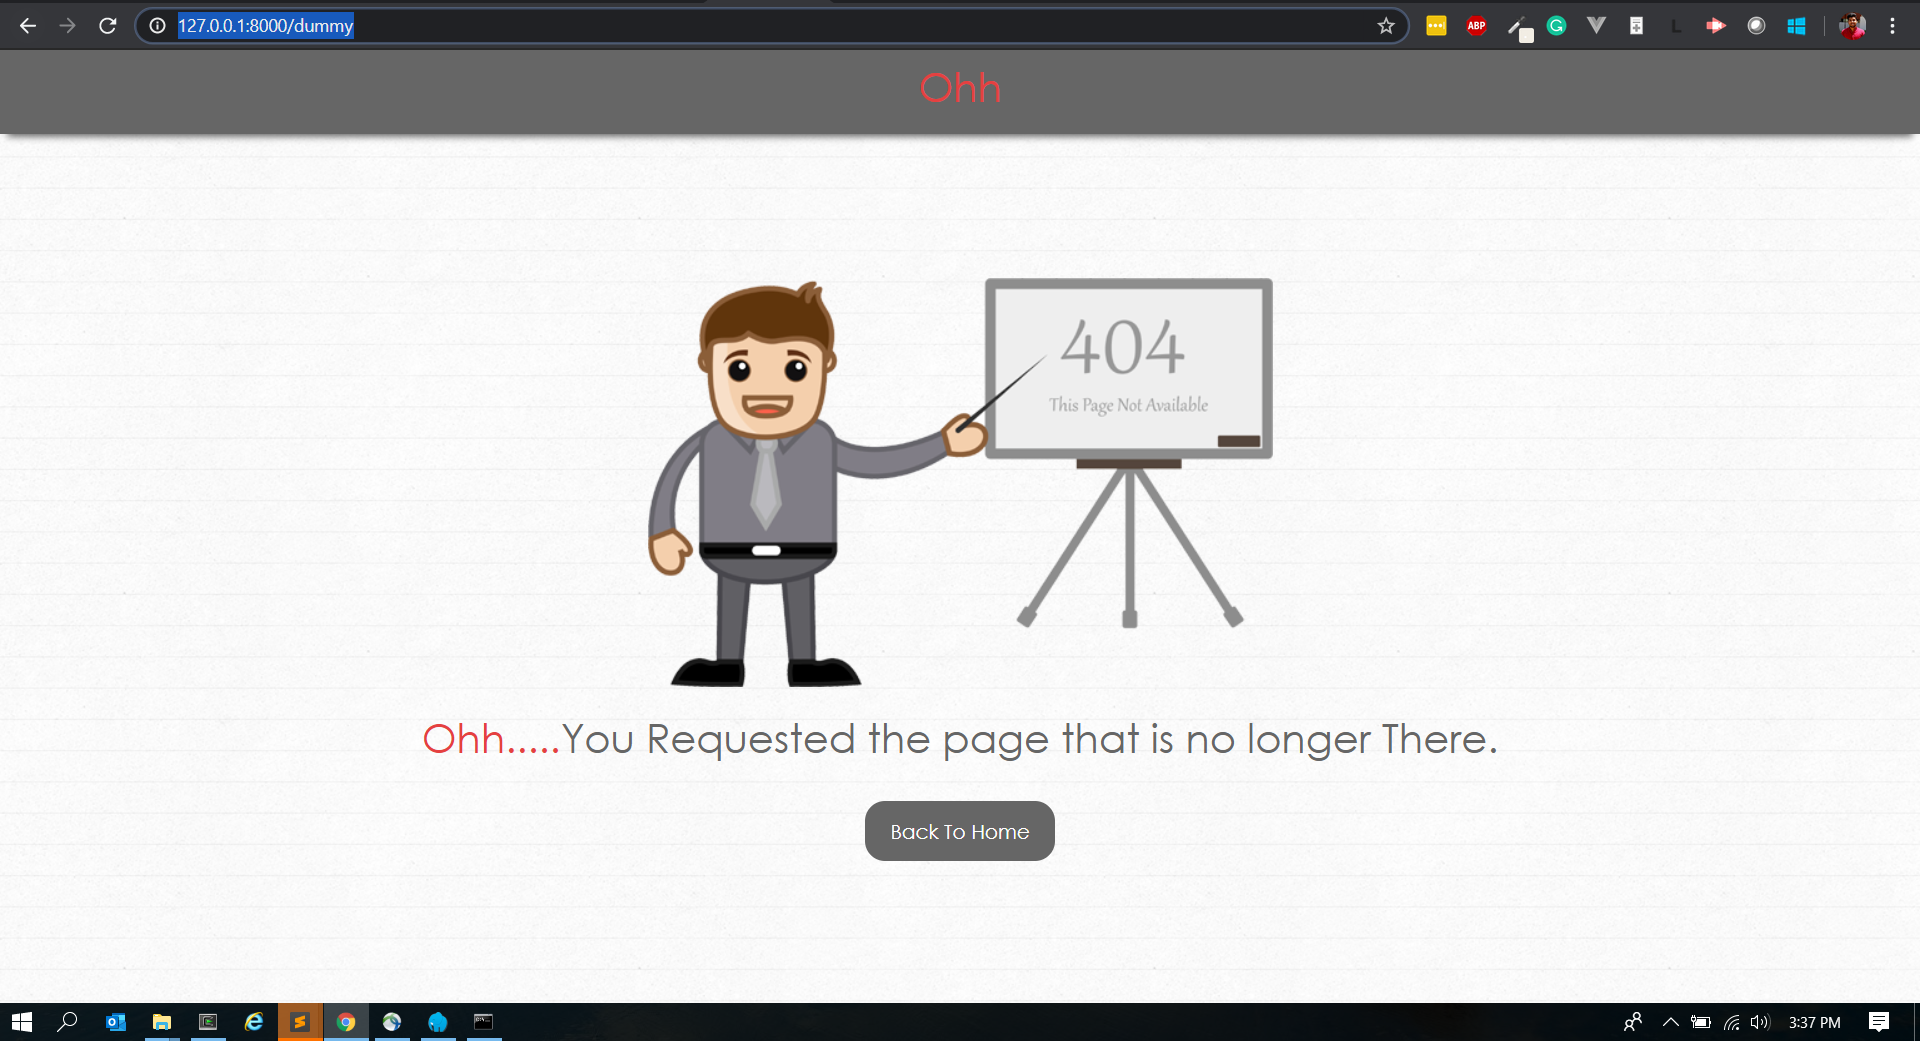 127.0.0.1:8000/dummy
ABP
Ohh
404
This Page Not Available
Ohh.....You Requested the page that is no longer There.
Back To Home
3:37 PM